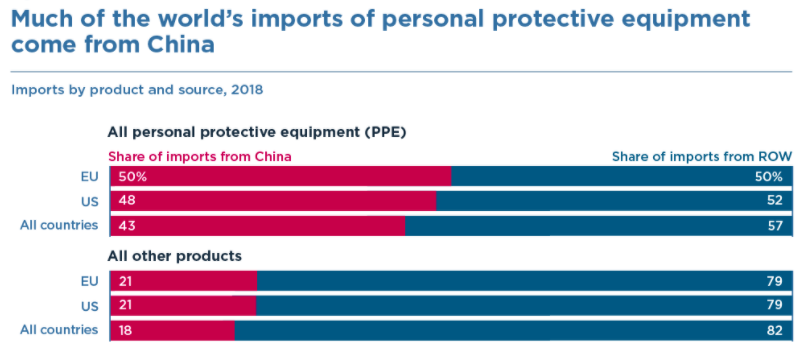 Much of the world's imports of personal protective equipment
come from China
Imports by product and source, 2018
All personal protective equipment (PPE)
Share of imports from China Share of imports from ROW
EU 50% 50%
US 48 52
All countries 43 57
All other products
EU 21 79
US 21 79
All countries 18 82